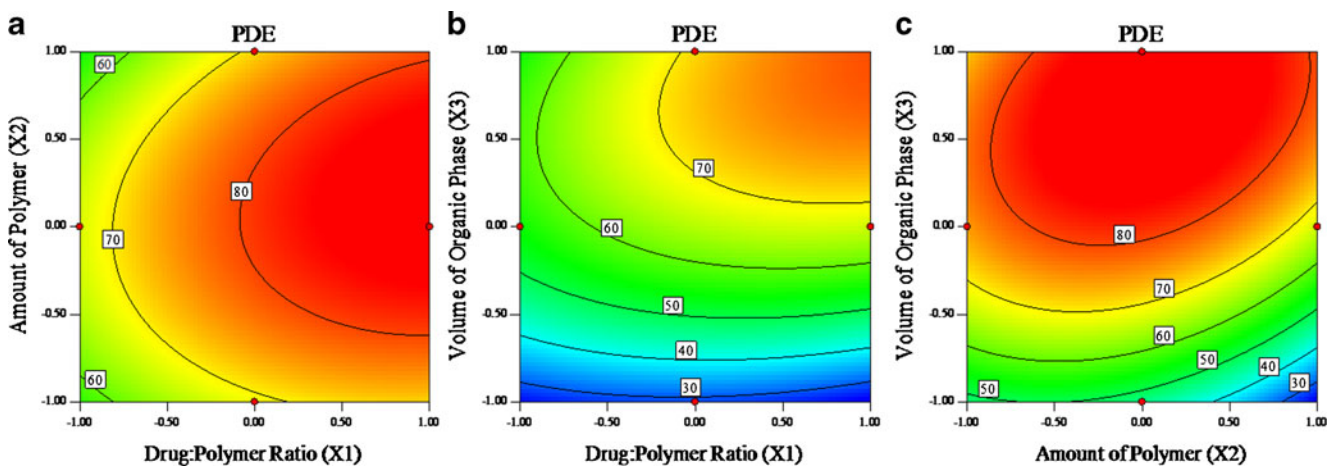 a
PDE
Amount of Polymer (X2)
1.00
0.50
0.00
-0.50
-1.00
60
80
70
60
-1.00 -0.50 0.00 0.50 1.00
Drug:Polymer Ratio (X1)
b
PDE
Volume of Organic Phase (X3)
1.00
0.50
0.00
-0.50
-1.00
70
60
50
40
30
-1.00 -0.50 0.00 0.50 1.00
Drug:Polymer Ratio (X1)
c
PDE
Volume of Organic Phase (X3)
1.00
0.50
0.00
-0.50
-1.00
80
70
60
50
40
50
30
-1.00 -0.50 0.00 0.50 1.00
Amount of Polymer (X2)